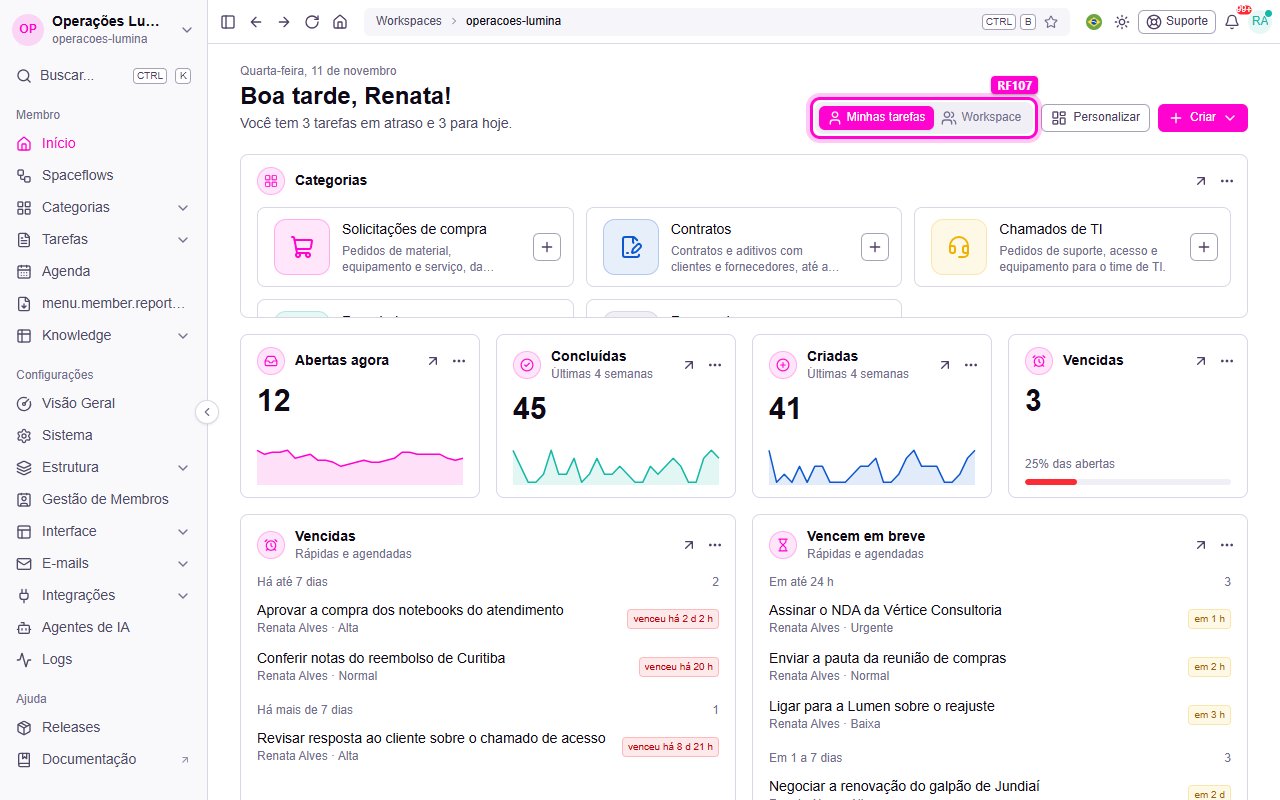 OP
Operações Lu...
operacoes-lumina
Buscar...
CTRL K
Membro
Início
Spaceflows
Categorias
Tarefas
Agenda
menu.member.report...
Knowledge
Configurações
Visão Geral
Sistema
Estrutura
Gestão de Membros
Interface
E-mails
Integrações
Agentes de IA
Logs
Ajuda
Releases
Documentação
Workspaces > operacoes-lumina
CTRL B
Suporte
99+
RA
Quarta-feira, 11 de novembro
Boa tarde, Renata!
Você tem 3 tarefas em atraso e 3 para hoje.
RF107
Minhas tarefas
Workspace
Personalizar
Criar
Categorias
Solicitações de compra
Pedidos de material,
equipamento e serviço, da...
Contratos
Contratos e aditivos com
clientes e fornecedores, até a...
Chamados de TI
Pedidos de suporte, acesso e
equipamento para o time de TI.
Abertas agora
12
Concluídas
Últimas 4 semanas
45
Criadas
Últimas 4 semanas
41
Vencidas
3
25% das abertas
Vencidas
Rápidas e agendadas
Há até 7 dias 2
Aprovar a compra dos notebooks do atendimento
Renata Alves · Alta
venceu há 2 d 2 h
Conferir notas do reembolso de Curitiba
Renata Alves · Normal
venceu há 20 h
Há mais de 7 dias 1
Revisar resposta ao cliente sobre o chamado de acesso
Renata Alves · Alta
venceu há 8 d 21 h
Vencem em breve
Rápidas e agendadas
Em até 24 h 3
Assinar o NDA da Vértice Consultoria
Renata Alves · Urgente
em 1 h
Enviar a pauta da reunião de compras
Renata Alves · Normal
em 2 h
Ligar para a Lumen sobre o reajuste
Renata Alves · Baixa
em 3 h
Em 1 a 7 dias 3
Negociar a renovação do galpão de Jundiaí
em 2 d